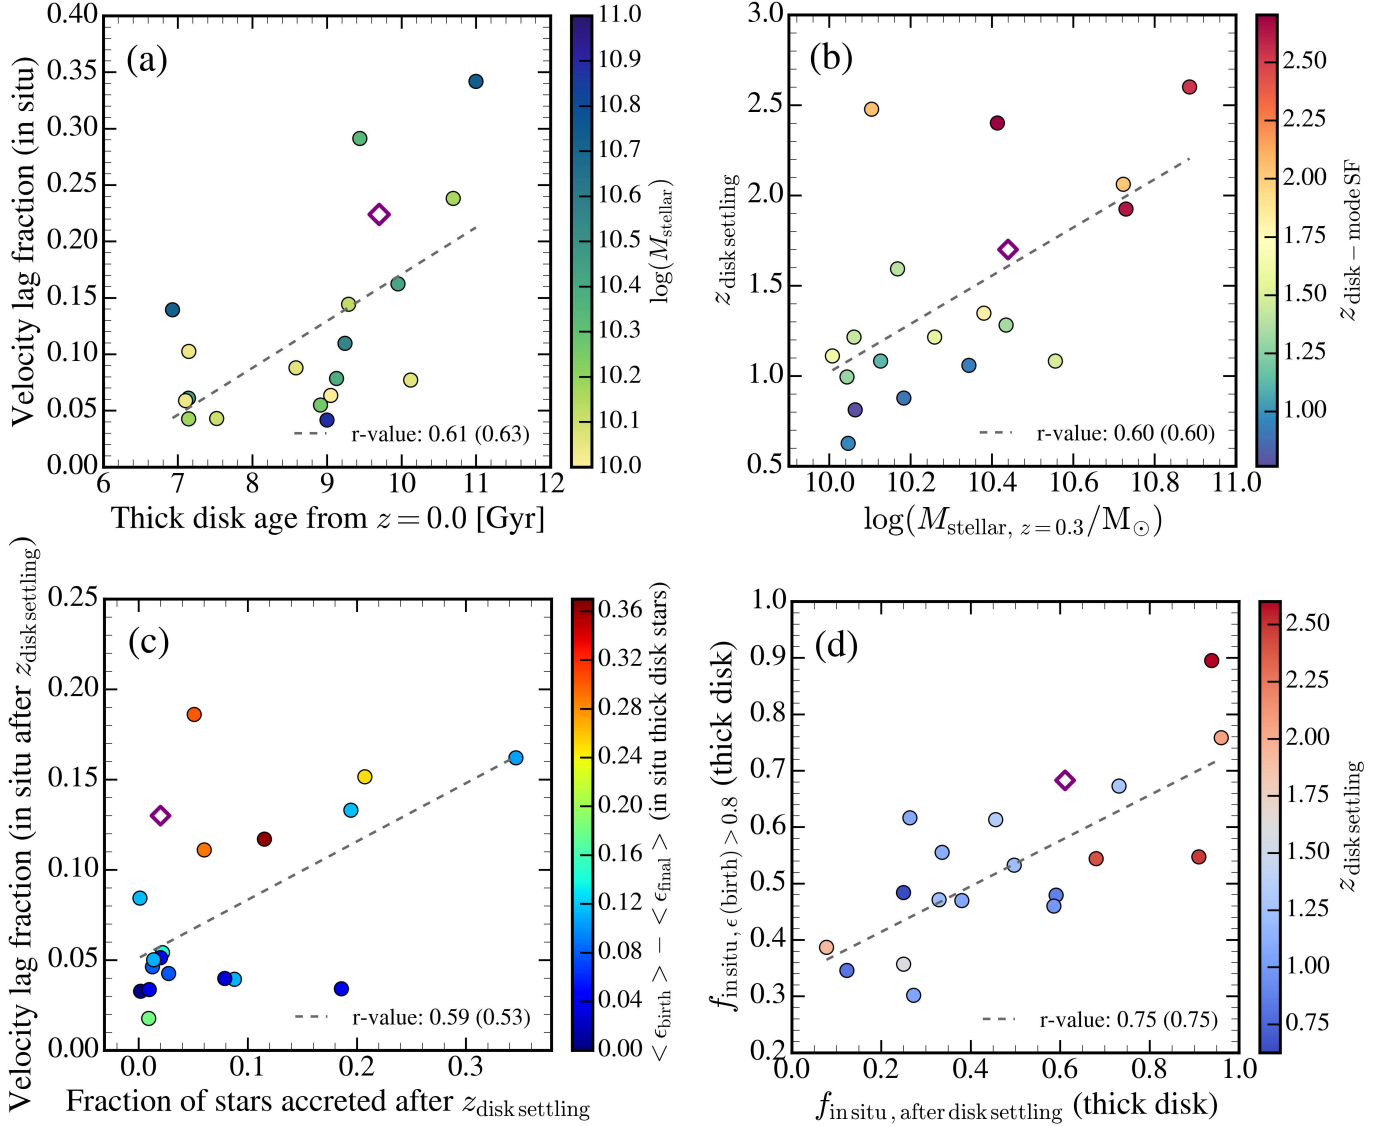 (a)
Velocity lag fraction (in situ)
0.40
0.35
0.30
0.25
0.20
0.15
0.10
0.05
0.00
r-value: 0.61 (0.63)
6 7 8 9 10 11 12
Thick disk age from z = 0.0 [Gyr]
11.0
10.9
10.8
10.7
10.6
10.5
10.4
10.3
10.2
10.1
10.0
log(M_stellar)
(b)
z_disk settling
3.0
2.5
2.0
1.5
1.0
0.5
r-value: 0.60 (0.60)
10.0 10.2 10.4 10.6 10.8 11.0
log(M_stellar, z=0.3/M_⊙)
2.50
2.25
2.00
1.75
1.50
1.25
1.00
z_disk−mode SF
(c)
Velocity lag fraction (in situ after z_disk settling)
0.25
0.20
0.15
0.10
0.05
0.00
r-value: 0.59 (0.53)
0.0 0.1 0.2 0.3
Fraction of stars accreted after z_disk settling
0.36
0.32
0.28
0.24
0.20
0.16
0.12
0.08
0.04
0.00
< ϵ_birth > − < ϵ_final > (in situ thick disk stars)
(d)
f_in situ, ϵ (birth) > 0.8 (thick disk)
1.0
0.9
0.8
0.7
0.6
0.5
0.4
0.3
0.2
r-value: 0.75 (0.75)
0.0 0.2 0.4 0.6 0.8 1.0
f_in situ, after disk settling (thick disk)
2.50
2.25
2.00
1.75
1.50
1.25
1.00
0.75
z_disk settling